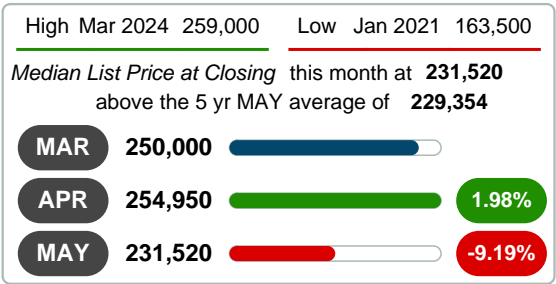 High Mar 2024 259,000 Low Jan 2021 163,500
Median List Price at Closing this month at 231,520
above the 5 yr MAY average of 229,354
MAR 250,000
APR 254,950 1.98%
MAY 231,520 -9.19%